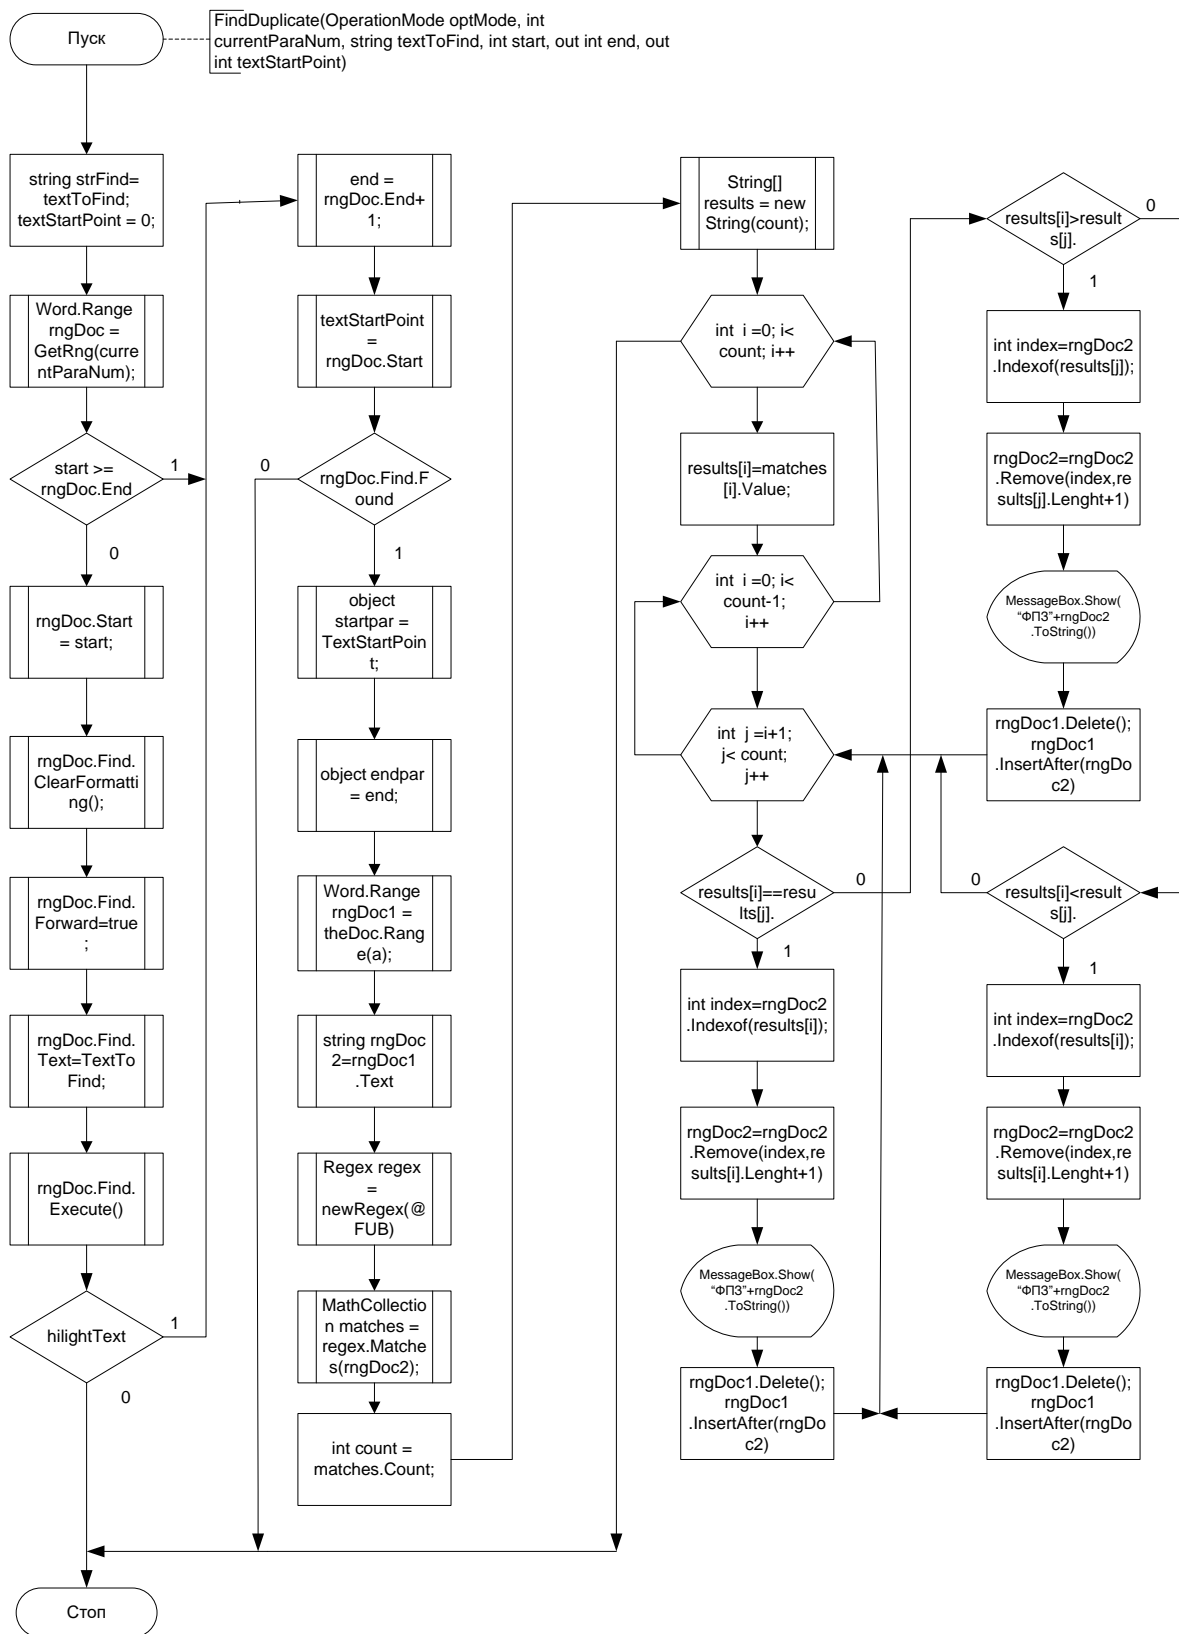 Пуск
FindDuplicate(OperationMode optMode, int
currentParaNum, string textToFind, int start, out int end, out
int textStartPoint)
string strFind=
textToFind;
textStartPoint = 0;
Word.Range
rngDoc =
GetRng(curre
ntParaNum);
start >=
rngDoc.End
1
0
rngDoc.Start
= start;
rngDoc.Find.
ClearFormatti
ng();
rngDoc.Find.
Forward=true
;
rngDoc.Find.
Text=TextTo
Find;
rngDoc.Find.
Execute()
hilightText
1
0
Стоп
end =
rngDoc.End+
1;
textStartPoint
=
rngDoc.Start
0
rngDoc.Find.F
ound
1
object
startpar =
TextStartPoin
t;
object endpar
= end;
Word.Range
rngDoc1 =
theDoc.Rang
e(a);
string rngDoc
2=rngDoc1
.Text
Regex regex
=
newRegex(@
FUB)
MathCollectio
n matches =
regex.Matche
s(rngDoc2);
int count =
matches.Count;
String[]
results = new
String(count);
int i =0; i<
count; i++
results[i]=matches
[i].Value;
int i =0; i<
count-1;
i++
int j =i+1;
j< count;
j++
results[i]==resu
lts[j].
0
1
int index=rngDoc2
.Indexof(results[i]);
rngDoc2=rngDoc2
.Remove(index,re
sults[i].Lenght+1)
MessageBox.Show(
“ФПЗ”+rngDoc2
.ToString())
rngDoc1.Delete();
rngDoc1
.InsertAfter(rngDo
c2)
results[i]>result
s[j].
0
1
int index=rngDoc2
.Indexof(results[j]);
rngDoc2=rngDoc2
.Remove(index,re
sults[j].Lenght+1)
MessageBox.Show(
“ФПЗ”+rngDoc2
.ToString())
rngDoc1.Delete();
rngDoc1
.InsertAfter(rngDo
c2)
0
results[i]<result
s[j].
1
int index=rngDoc2
.Indexof(results[i]);
rngDoc2=rngDoc2
.Remove(index,re
sults[i].Lenght+1)
MessageBox.Show(
“ФПЗ”+rngDoc2
.ToString())
rngDoc1.Delete();
rngDoc1
.InsertAfter(rngDo
c2)